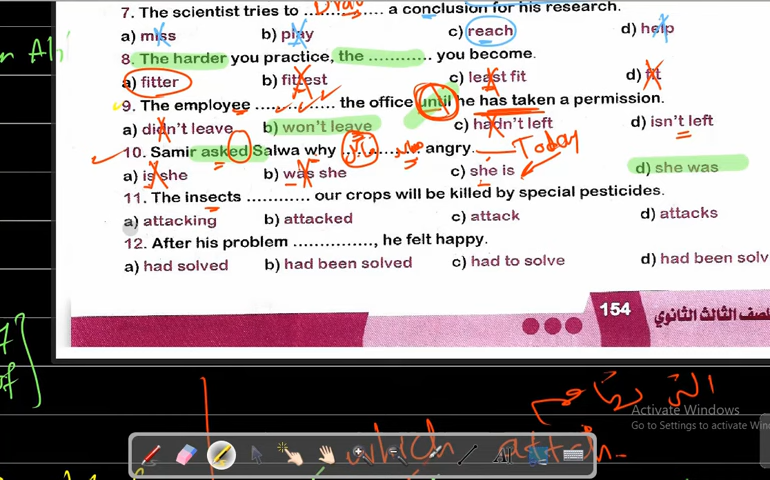 Draw
7. The scientist tries to ............ a conclusion for his research.
a) miss b) play c) reach d) help
8. The harder you practice, the ............ you become.
a) fitter b) fittest c) least fit d) fit
9. The employee ............ the office until he has taken a permission.
a) didn't leave b) won't leave c) hadn't left d) isn't left
10. Samir asked Salwa why ............ angry. Today
a) is she b) was she c) she is d) she was
11. The insects ............ our crops will be killed by special pesticides.
a) attacking b) attacked c) attack d) attacks
12. After his problem .............., he felt happy.
a) had solved b) had been solved c) had to solve d) had been solv
154 للصف الثالث الثانوي
Activate Windows
Go to Settings to activate Win
which